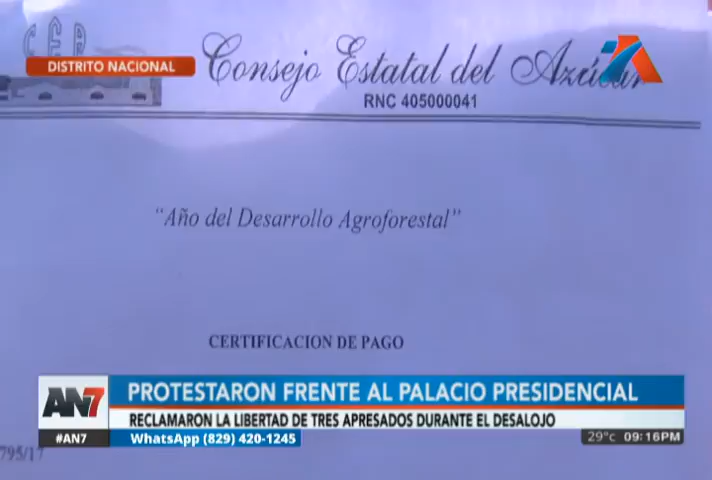 CEA
DISTRITO NACIONAL
Consejo Estatal del Azúcar
RNC 405000041
“Año del Desarrollo Agroforestal”
CERTIFICACION DE PAGO
AN7
PROTESTARON FRENTE AL PALACIO PRESIDENCIAL
RECLAMARON LA LIBERTAD DE TRES APRESADOS DURANTE EL DESALOJO
#AN7
WhatsApp (829) 420-1245
29°c 09:16PM
795/17